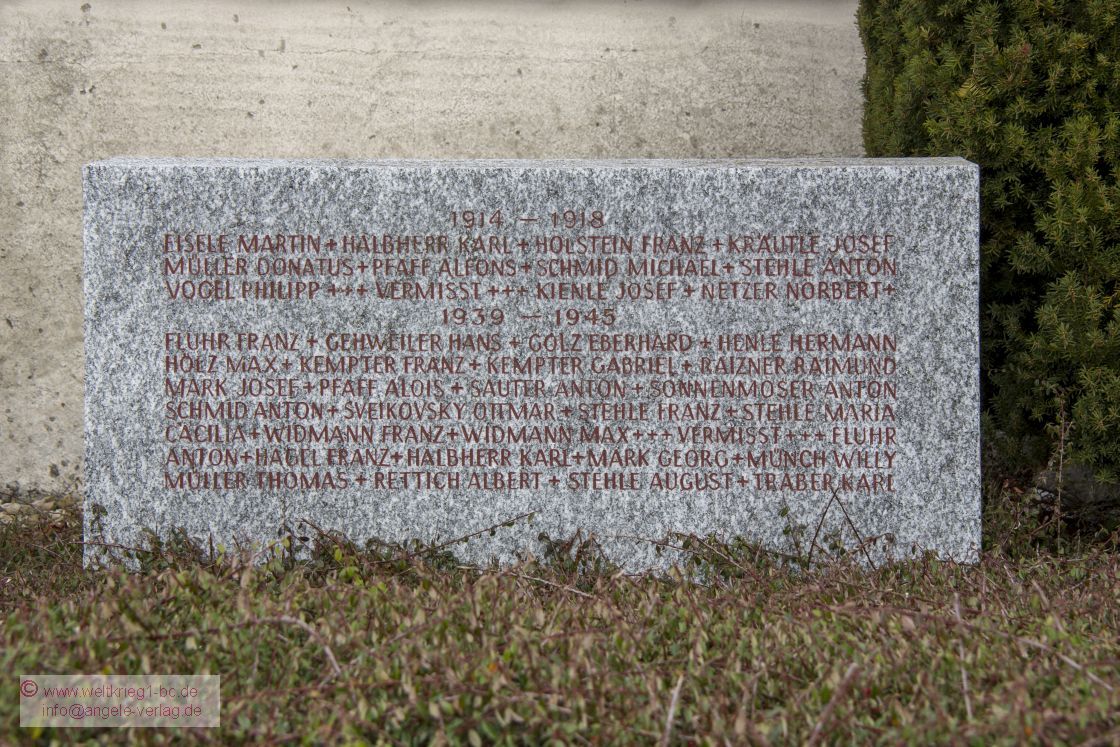 1914 – 1918
EISELE MARTIN + HALBHERR KARL + HOLSTEIN FRANZ + KRÄUTLE JOSEF
MÜLLER DONATUS + PFAFF ALFONS + SCHMID MICHAEL + STEHLE ANTON
VOGEL PHILIPP + + + VERMISST + + + KIENLE JOSEF + NETZER NORBERT +
1939 – 1945
FLUHR FRANZ + GEHWEILER HANS + GÖLZ EBERHARD + HENLE HERMANN
HÖLZ MAX + KEMPTER FRANZ + KEMPTER GABRIEL + RAIZNER RAIMUND
MARK JOSEF + PFAFF ALOIS + SAUTER ANTON + SONNENMOSER ANTON
SCHMID ANTON + SVETKOVSKY OTTMAR + STEHLE FRANZ + STEHLE MARIA
CÄCILIA + WIDMANN FRANZ + WIDMANN MAX + + + VERMISST + + + FLUHR
ANTON + HAGEL FRANZ + HALBHERR KARL + MARK GEORG + MÜNCH WILLY
MÜLLER THOMAS + RETTICH ALBERT + STEHLE AUGUST + TRABER KARL
© www.weltkrieg1-bc.de
info@angele-verlag.de